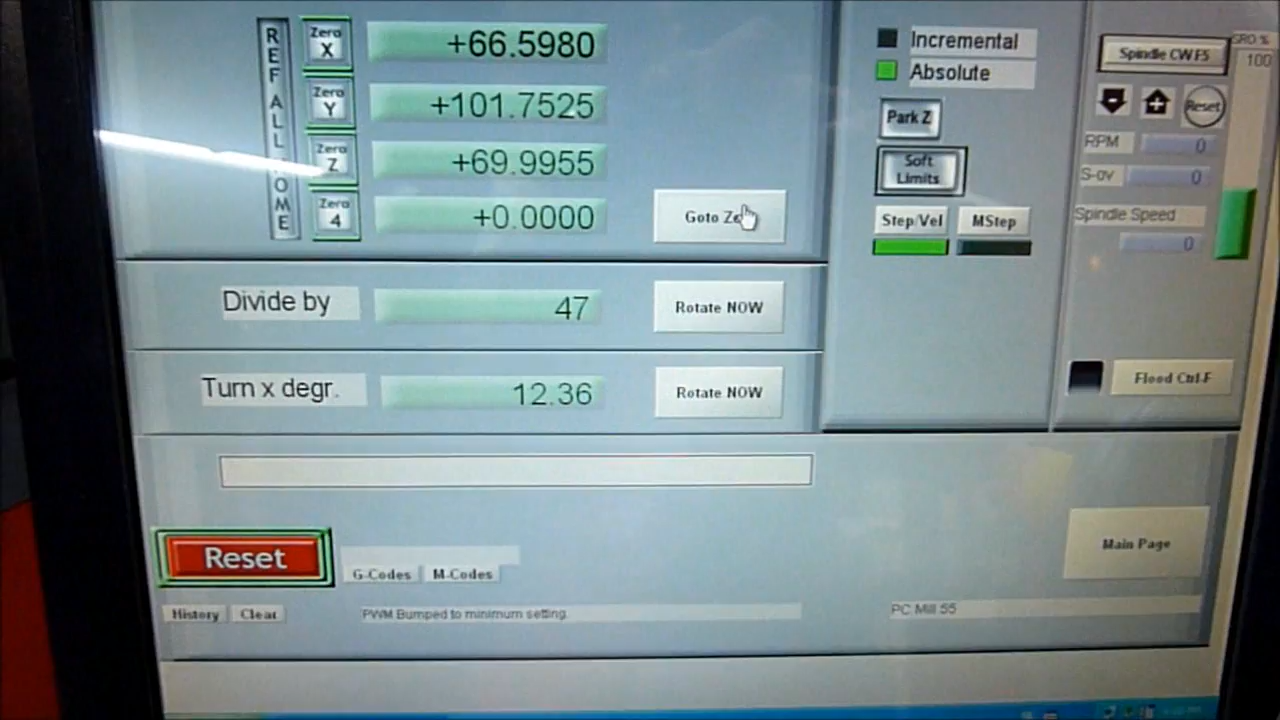 REF ALL HOME
Zero X +66.5980
Zero Y +101.7525
Zero Z +69.9955
Zero 4 +0.0000
Goto Ze
Divide by 47 Rotate NOW
Turn x degr. 12.36 Rotate NOW
Incremental
Absolute
Park Z
Soft Limits
Step/Vel MStep
Spindle CW F5
SRO %
100
Reset
RPM 0
S-ov 0
Spindle Speed
0
Flood Ctrl-F
Reset
G-Codes M-Codes
Main Page
History Clear PWM Bumped to minimum setting. PC Mill 55